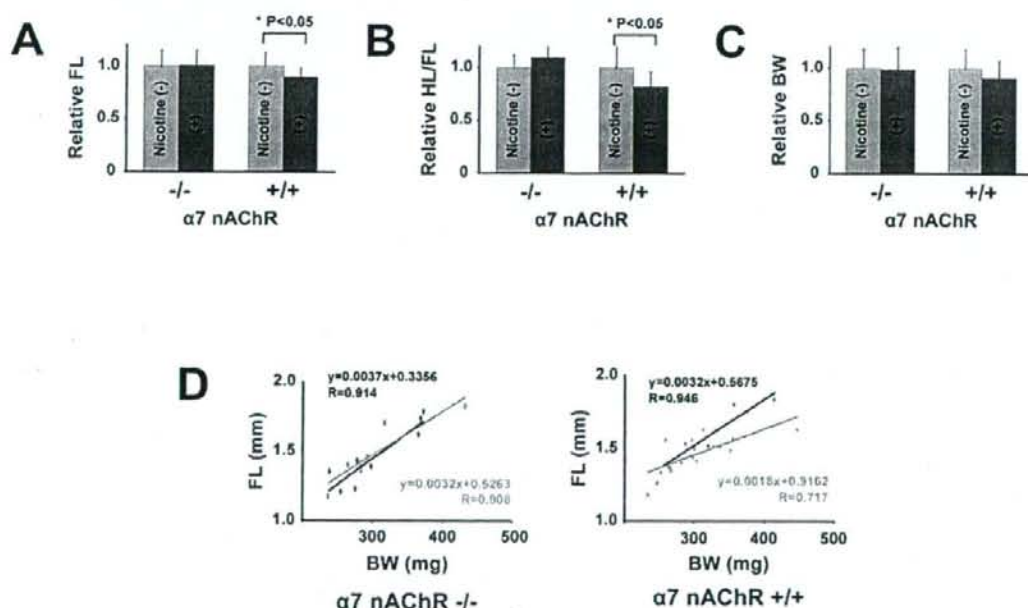 A
* P<0.05
Relative FL
1.0
0.5
0
Nicotine (-)
(+)
Nicotine (-)
(+)
-/-
+/+
α7 nAChR
B
* P<0.05
Relative HL/FL
1.0
0.5
0
Nicotine (-)
(+)
Nicotine (-)
(+)
-/-
+/+
α7 nAChR
C
Relative BW
1.0
0.5
0
Nicotine (-)
(+)
Nicotine (-)
(+)
-/-
+/+
α7 nAChR
D
FL (mm)
2.0
1.5
1.0
y=0.0037x+0.3356
R=0.914
y=0.0032x+0.5263
R=0.908
300
400
500
BW (mg)
α7 nAChR -/-
FL (mm)
2.0
1.5
1.0
y=0.0032x+0.5675
R=0.946
y=0.0018x+0.9162
R=0.717
300
400
500
BW (mg)
α7 nAChR +/+